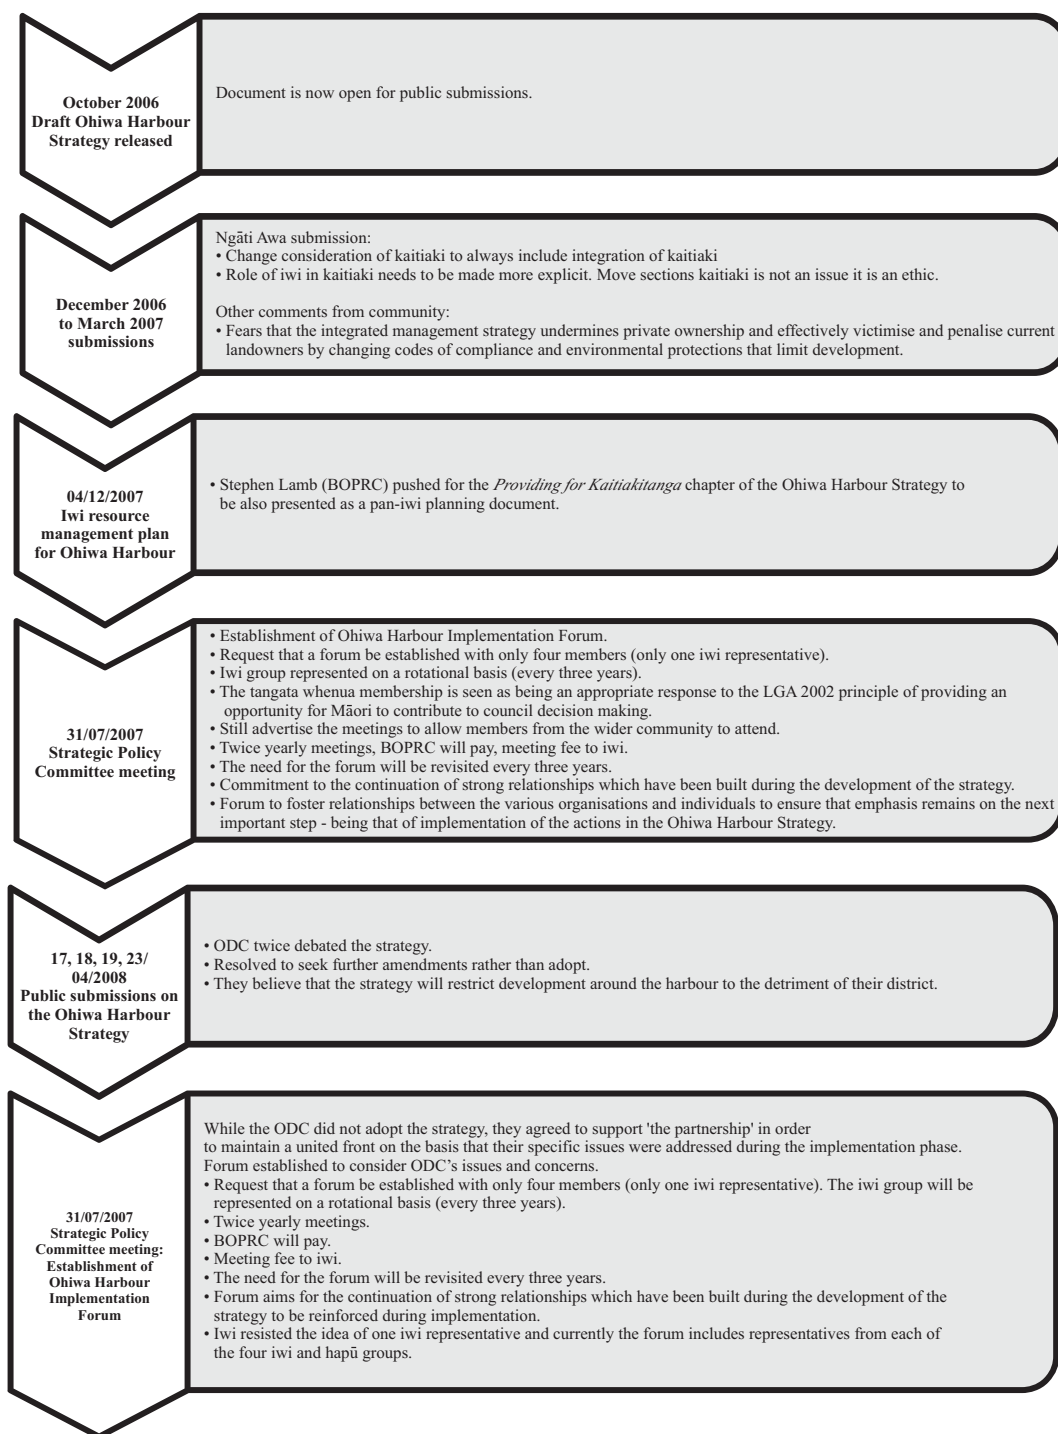 October 2006
Draft Ohiwa Harbour
Strategy released
Document is now open for public submissions.
December 2006
to March 2007
submissions
Ngāti Awa submission:
• Change consideration of kaitiaki to always include integration of kaitiaki
• Role of iwi in kaitiaki needs to be made more explicit. Move sections kaitiaki is not an issue it is an ethic.
Other comments from community:
• Fears that the integrated management strategy undermines private ownership and effectively victimise and penalise current
landowners by changing codes of compliance and environmental protections that limit development.
04/12/2007
Iwi resource
management plan
for Ohiwa Harbour
• Stephen Lamb (BOPRC) pushed for the Providing for Kaitiakitanga chapter of the Ohiwa Harbour Strategy to
be also presented as a pan-iwi planning document.
31/07/2007
Strategic Policy
Committee meeting
• Establishment of Ohiwa Harbour Implementation Forum.
• Request that a forum be established with only four members (only one iwi representative).
• Iwi group represented on a rotational basis (every three years).
• The tangata whenua membership is seen as being an appropriate response to the LGA 2002 principle of providing an
opportunity for Māori to contribute to council decision making.
• Still advertise the meetings to allow members from the wider community to attend.
• Twice yearly meetings, BOPRC will pay, meeting fee to iwi.
• The need for the forum will be revisited every three years.
• Commitment to the continuation of strong relationships which have been built during the development of the strategy.
• Forum to foster relationships between the various organisations and individuals to ensure that emphasis remains on the next
important step - being that of implementation of the actions in the Ohiwa Harbour Strategy.
17, 18, 19, 23/
04/2008
Public submissions on
the Ohiwa Harbour
Strategy
• ODC twice debated the strategy.
• Resolved to seek further amendments rather than adopt.
• They believe that the strategy will restrict development around the harbour to the detriment of their district.
31/07/2007
Strategic Policy
Committee meeting:
Establishment of
Ohiwa Harbour
Implementation
Forum
While the ODC did not adopt the strategy, they agreed to support 'the partnership' in order
to maintain a united front on the basis that their specific issues were addressed during the implementation phase.
Forum established to consider ODC's issues and concerns.
• Request that a forum be established with only four members (only one iwi representative). The iwi group will be
represented on a rotational basis (every three years).
• Twice yearly meetings.
• BOPRC will pay.
• Meeting fee to iwi.
• The need for the forum will be revisited every three years.
• Forum aims for the continuation of strong relationships which have been built during the development of the
strategy to be reinforced during implementation.
• Iwi resisted the idea of one iwi representative and currently the forum includes representatives from each of
the four iwi and hapū groups.